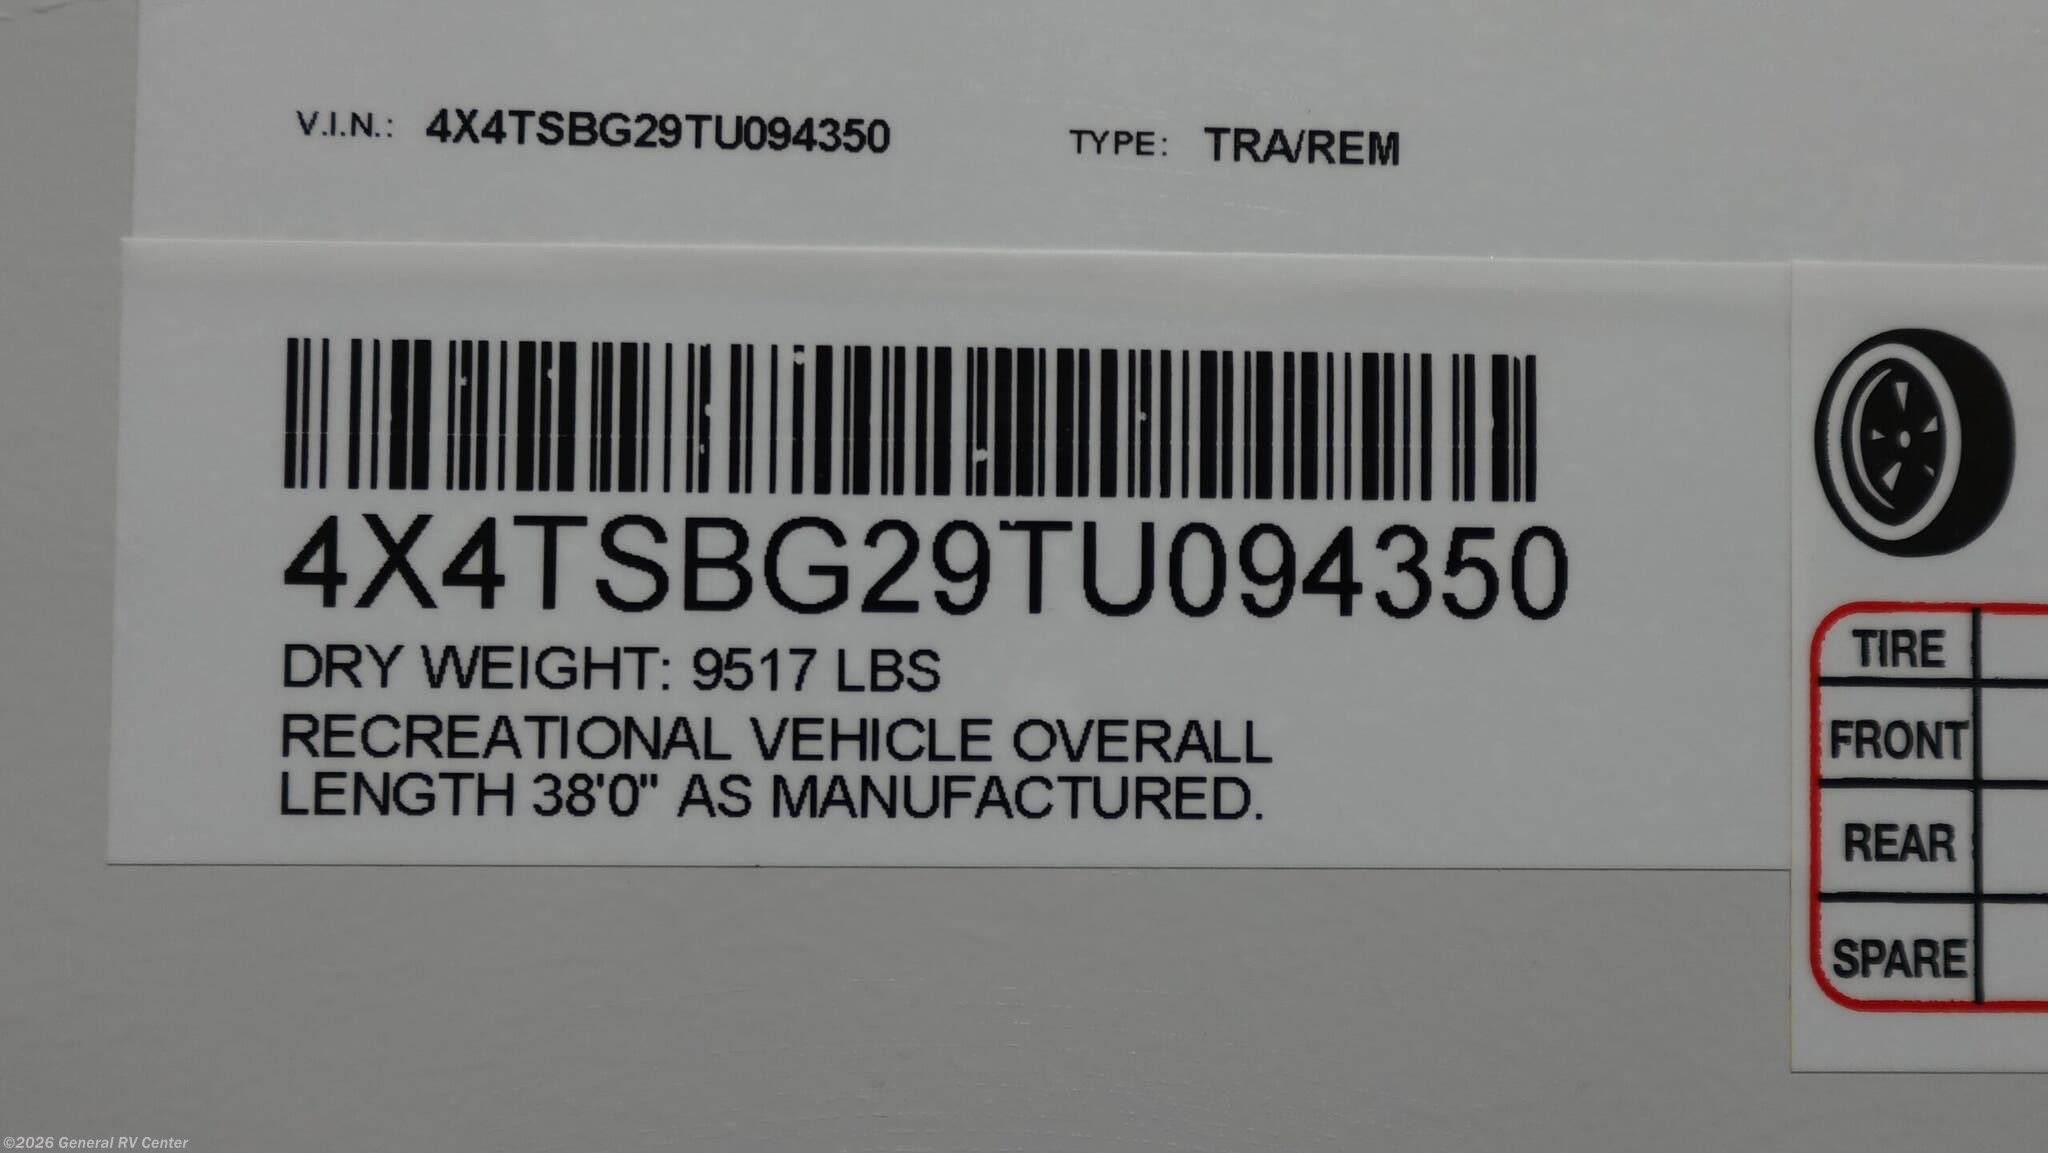 V.I.N.: 4X4TSBG29TU094350 TYPE: TRA/REM
4X4TSBG29TU094350
DRY WEIGHT: 9517 LBS
RECREATIONAL VEHICLE OVERALL
LENGTH 38'0" AS MANUFACTURED.
TIRE
FRONT
REAR
SPARE
©2026 General RV Center